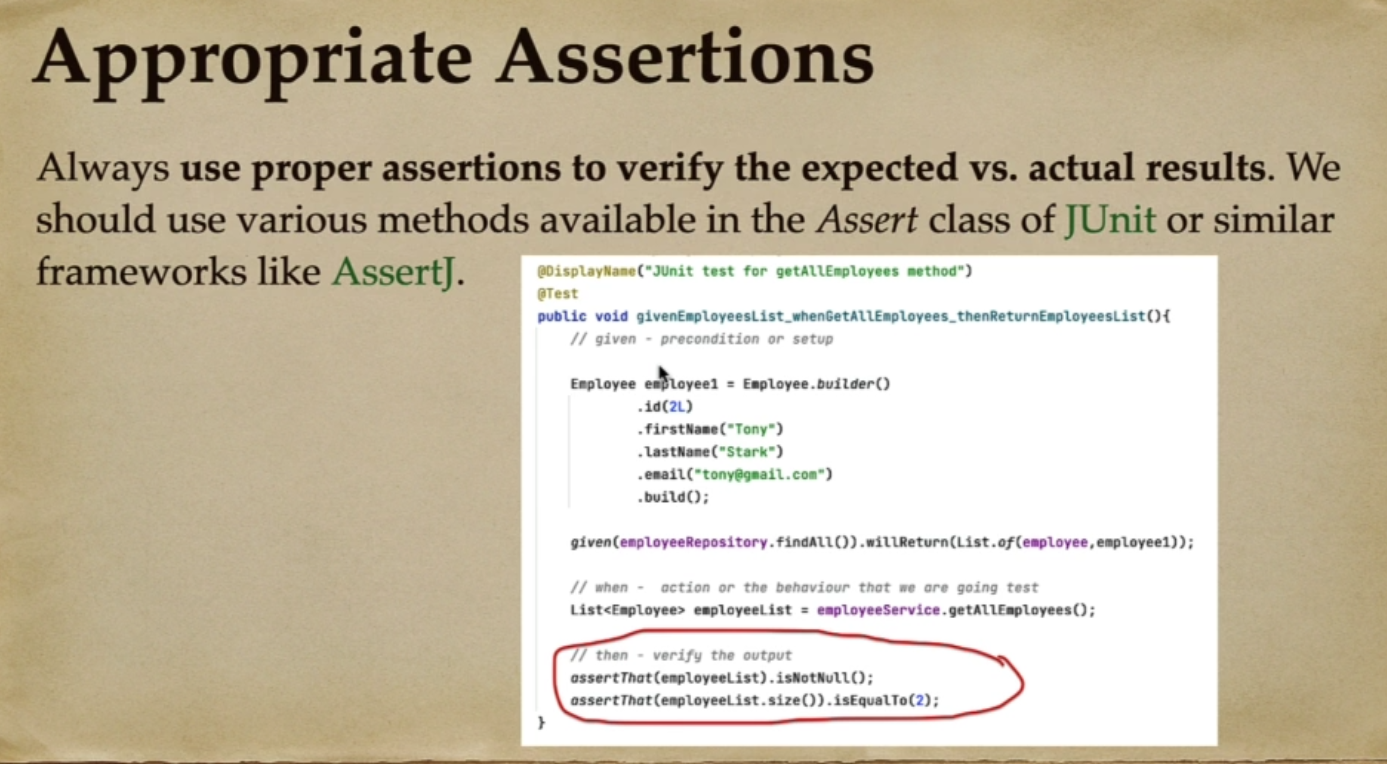 Appropriate Assertions
Always use proper assertions to verify the expected vs. actual results. We
should use various methods available in the Assert class of JUnit or similar
frameworks like AssertJ.
@DisplayName("JUnit test for getAllEmployees method")
@Test
public void givenEmployeesList_whenGetAllEmployees_thenReturnEmployeesList(){
// given - precondition or setup
Employee employee1 = Employee.builder()
.id(2L)
.firstName("Tony")
.lastName("Stark")
.email("tony@gmail.com")
.build();
given(employeeRepository.findAll()).willReturn(List.of(employee,employee1));
// when -  action or the behaviour that we are going test
List<Employee> employeeList = employeeService.getAllEmployees();
// then - verify the output
assertThat(employeeList).isNotNull();
assertThat(employeeList.size()).isEqualTo(2);
}